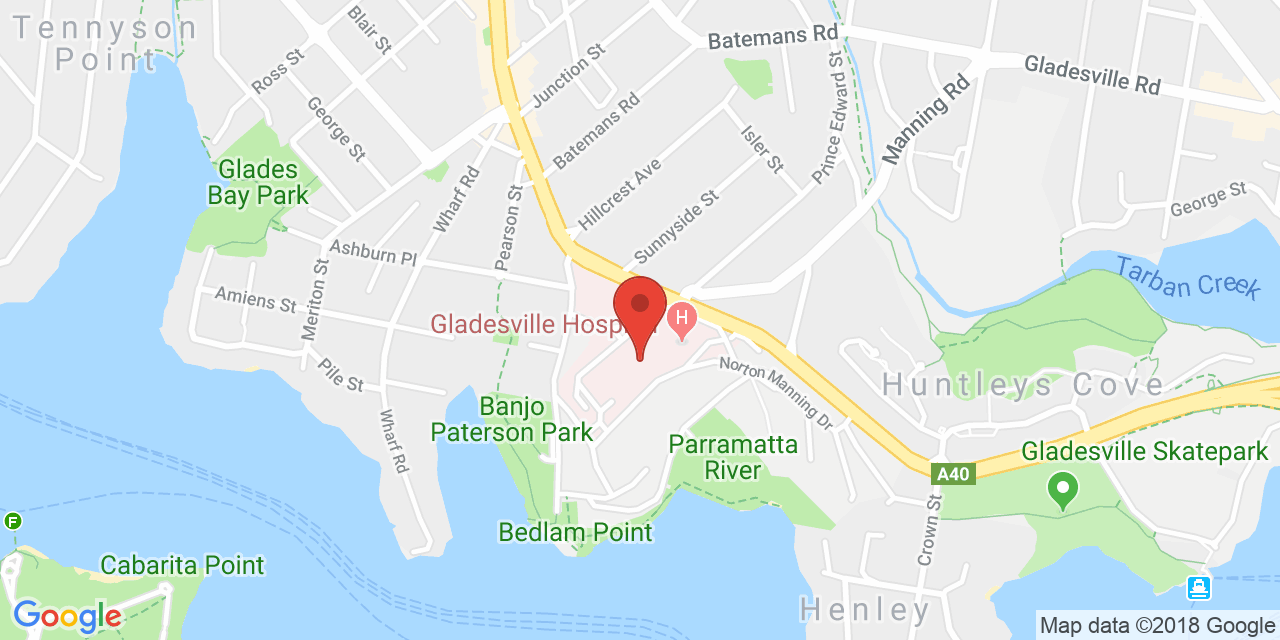 Tennyson
Point
Blair St
Ross St
George St
Junction St
Batemans Rd
Batemans Rd
Gladesville Rd
Manning Rd
Prince Edward St
Isler St
Hillcrest Ave
Sunnyside St
Glades
Bay Park
Wharf Rd
Pearson St
Ashburn Pl
Meriton St
Amiens St
George St
Tarban Creek
Gladesville Hospital
H
Norton Manning Dr
Huntleys Cove
Pile St
Wharf Rd
Banjo
Paterson Park
Parramatta
River
Gladesville Skatepark
A40
Crown St
Bedlam Point
F
Cabarita Point
Henley
Google
Map data ©2018 Google